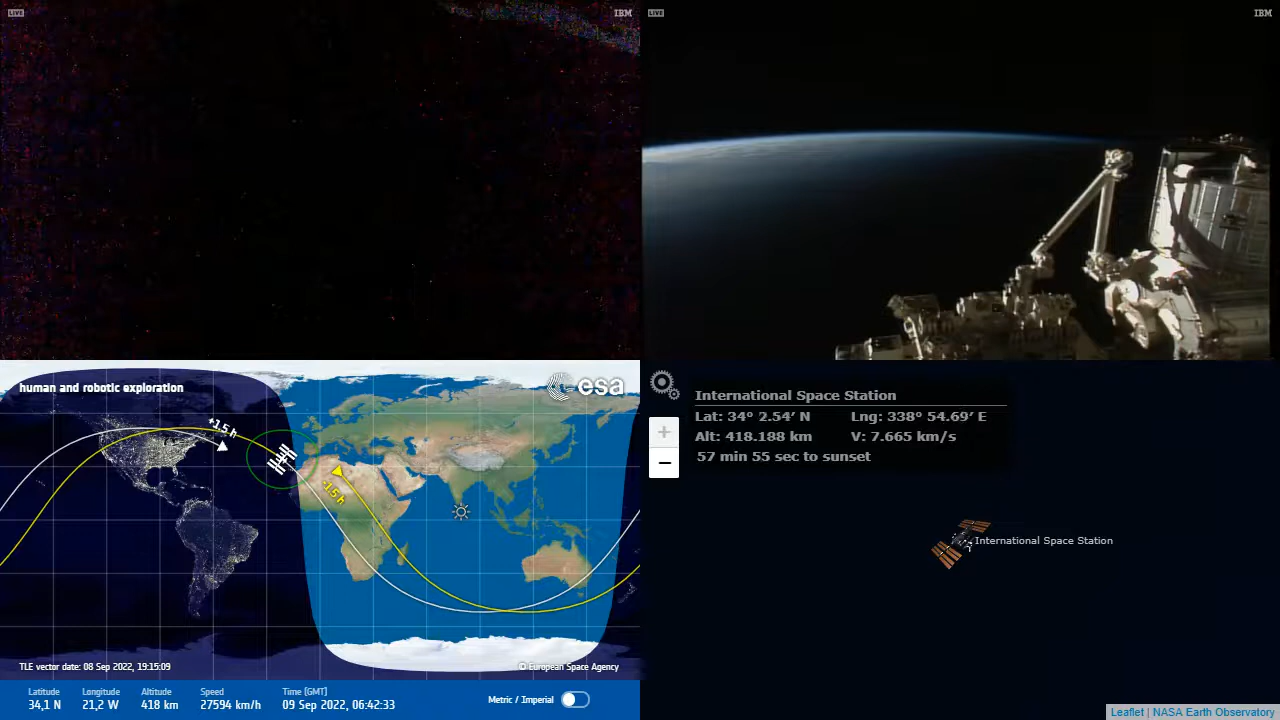 LIVE
IBM
LIVE
IBM
human and robotic exploration
esa
+1.5 h
-1.5 h
TLE vector date: 08 Sep 2022, 19:15:09
© European Space Agency
Latitude
34,1 N
Longitude
21,2 W
Altitude
418 km
Speed
27594 km/h
Time [GMT]
09 Sep 2022, 06:42:33
Metric / Imperial
+
−
International Space Station
Lat: 34° 2.54′ N
Lng: 338° 54.69′ E
Alt: 418.188 km
V: 7.665 km/s
57 min 55 sec to sunset
International Space Station
Leaflet | NASA Earth Observatory